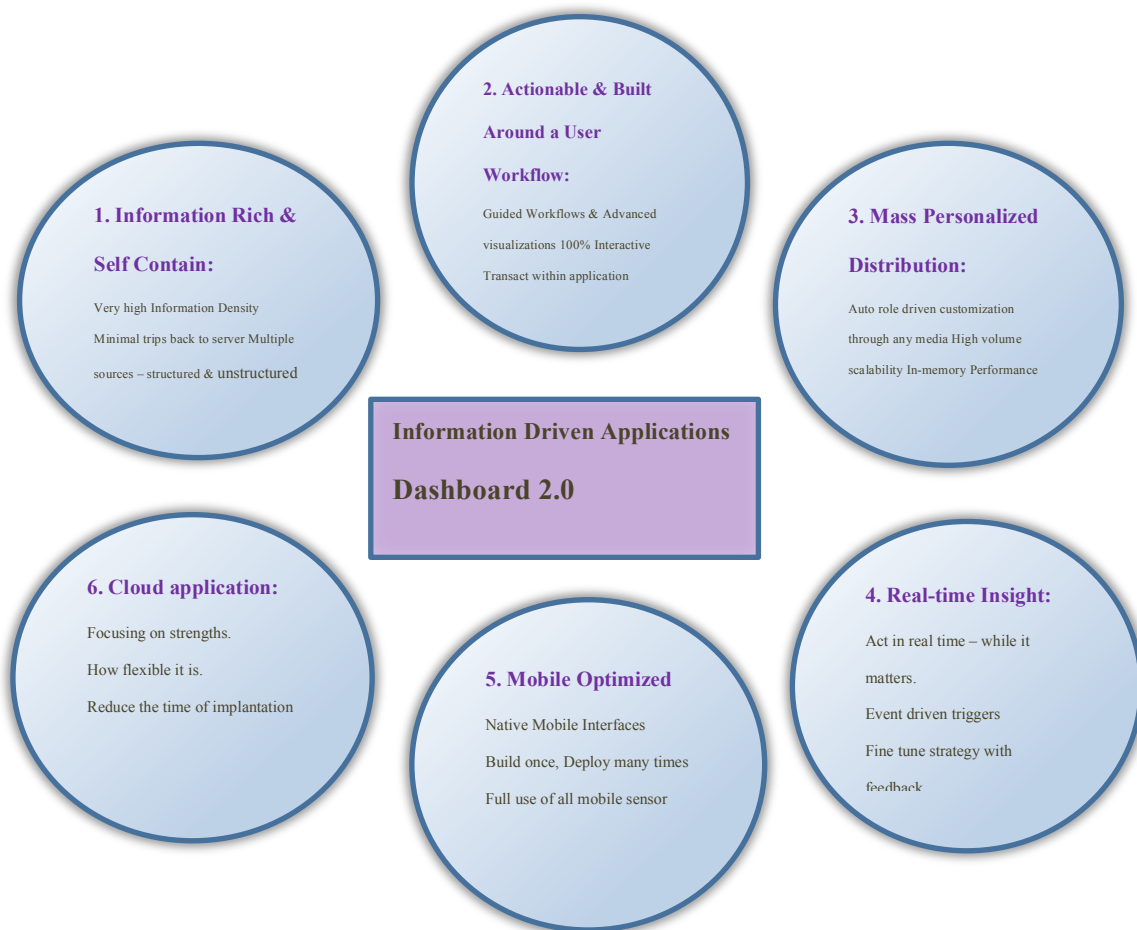 1. Information Rich &
Self Contain:
Very high Information Density
Minimal trips back to server Multiple
sources – structured & unstructured
2. Actionable & Built
Around a User
Workflow:
Guided Workflows & Advanced
visualizations 100% Interactive
Transact within application
3. Mass Personalized
Distribution:
Auto role driven customization
through any media High volume
scalability In-memory Performance
Information Driven Applications
Dashboard 2.0
4. Real-time Insight:
Act in real time – while it
matters.
Event driven triggers
Fine tune strategy with
feedback
5. Mobile Optimized
Native Mobile Interfaces
Build once, Deploy many times
Full use of all mobile sensor
6. Cloud application:
Focusing on strengths.
How flexible it is.
Reduce the time of implantation